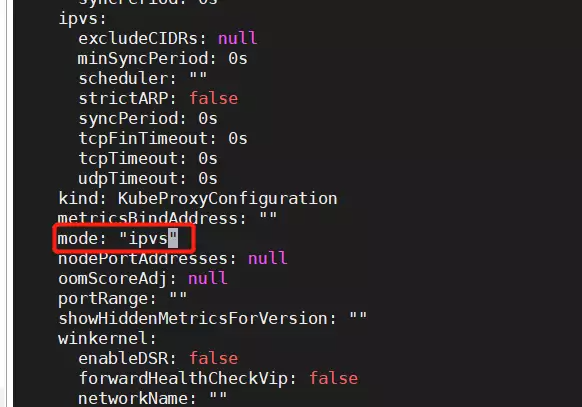 syncPeriod: 0s
ipvs:
excludeCIDRs: null
minSyncPeriod: 0s
scheduler: ""
strictARP: false
syncPeriod: 0s
tcpFinTimeout: 0s
tcpTimeout: 0s
udpTimeout: 0s
kind: KubeProxyConfiguration
metricsBindAddress: ""
mode: "ipvs"
nodePortAddresses: null
oomScoreAdj: null
portRange: ""
showHiddenMetricsForVersion: ""
winkernel:
enableDSR: false
forwardHealthCheckVip: false
networkName: ""